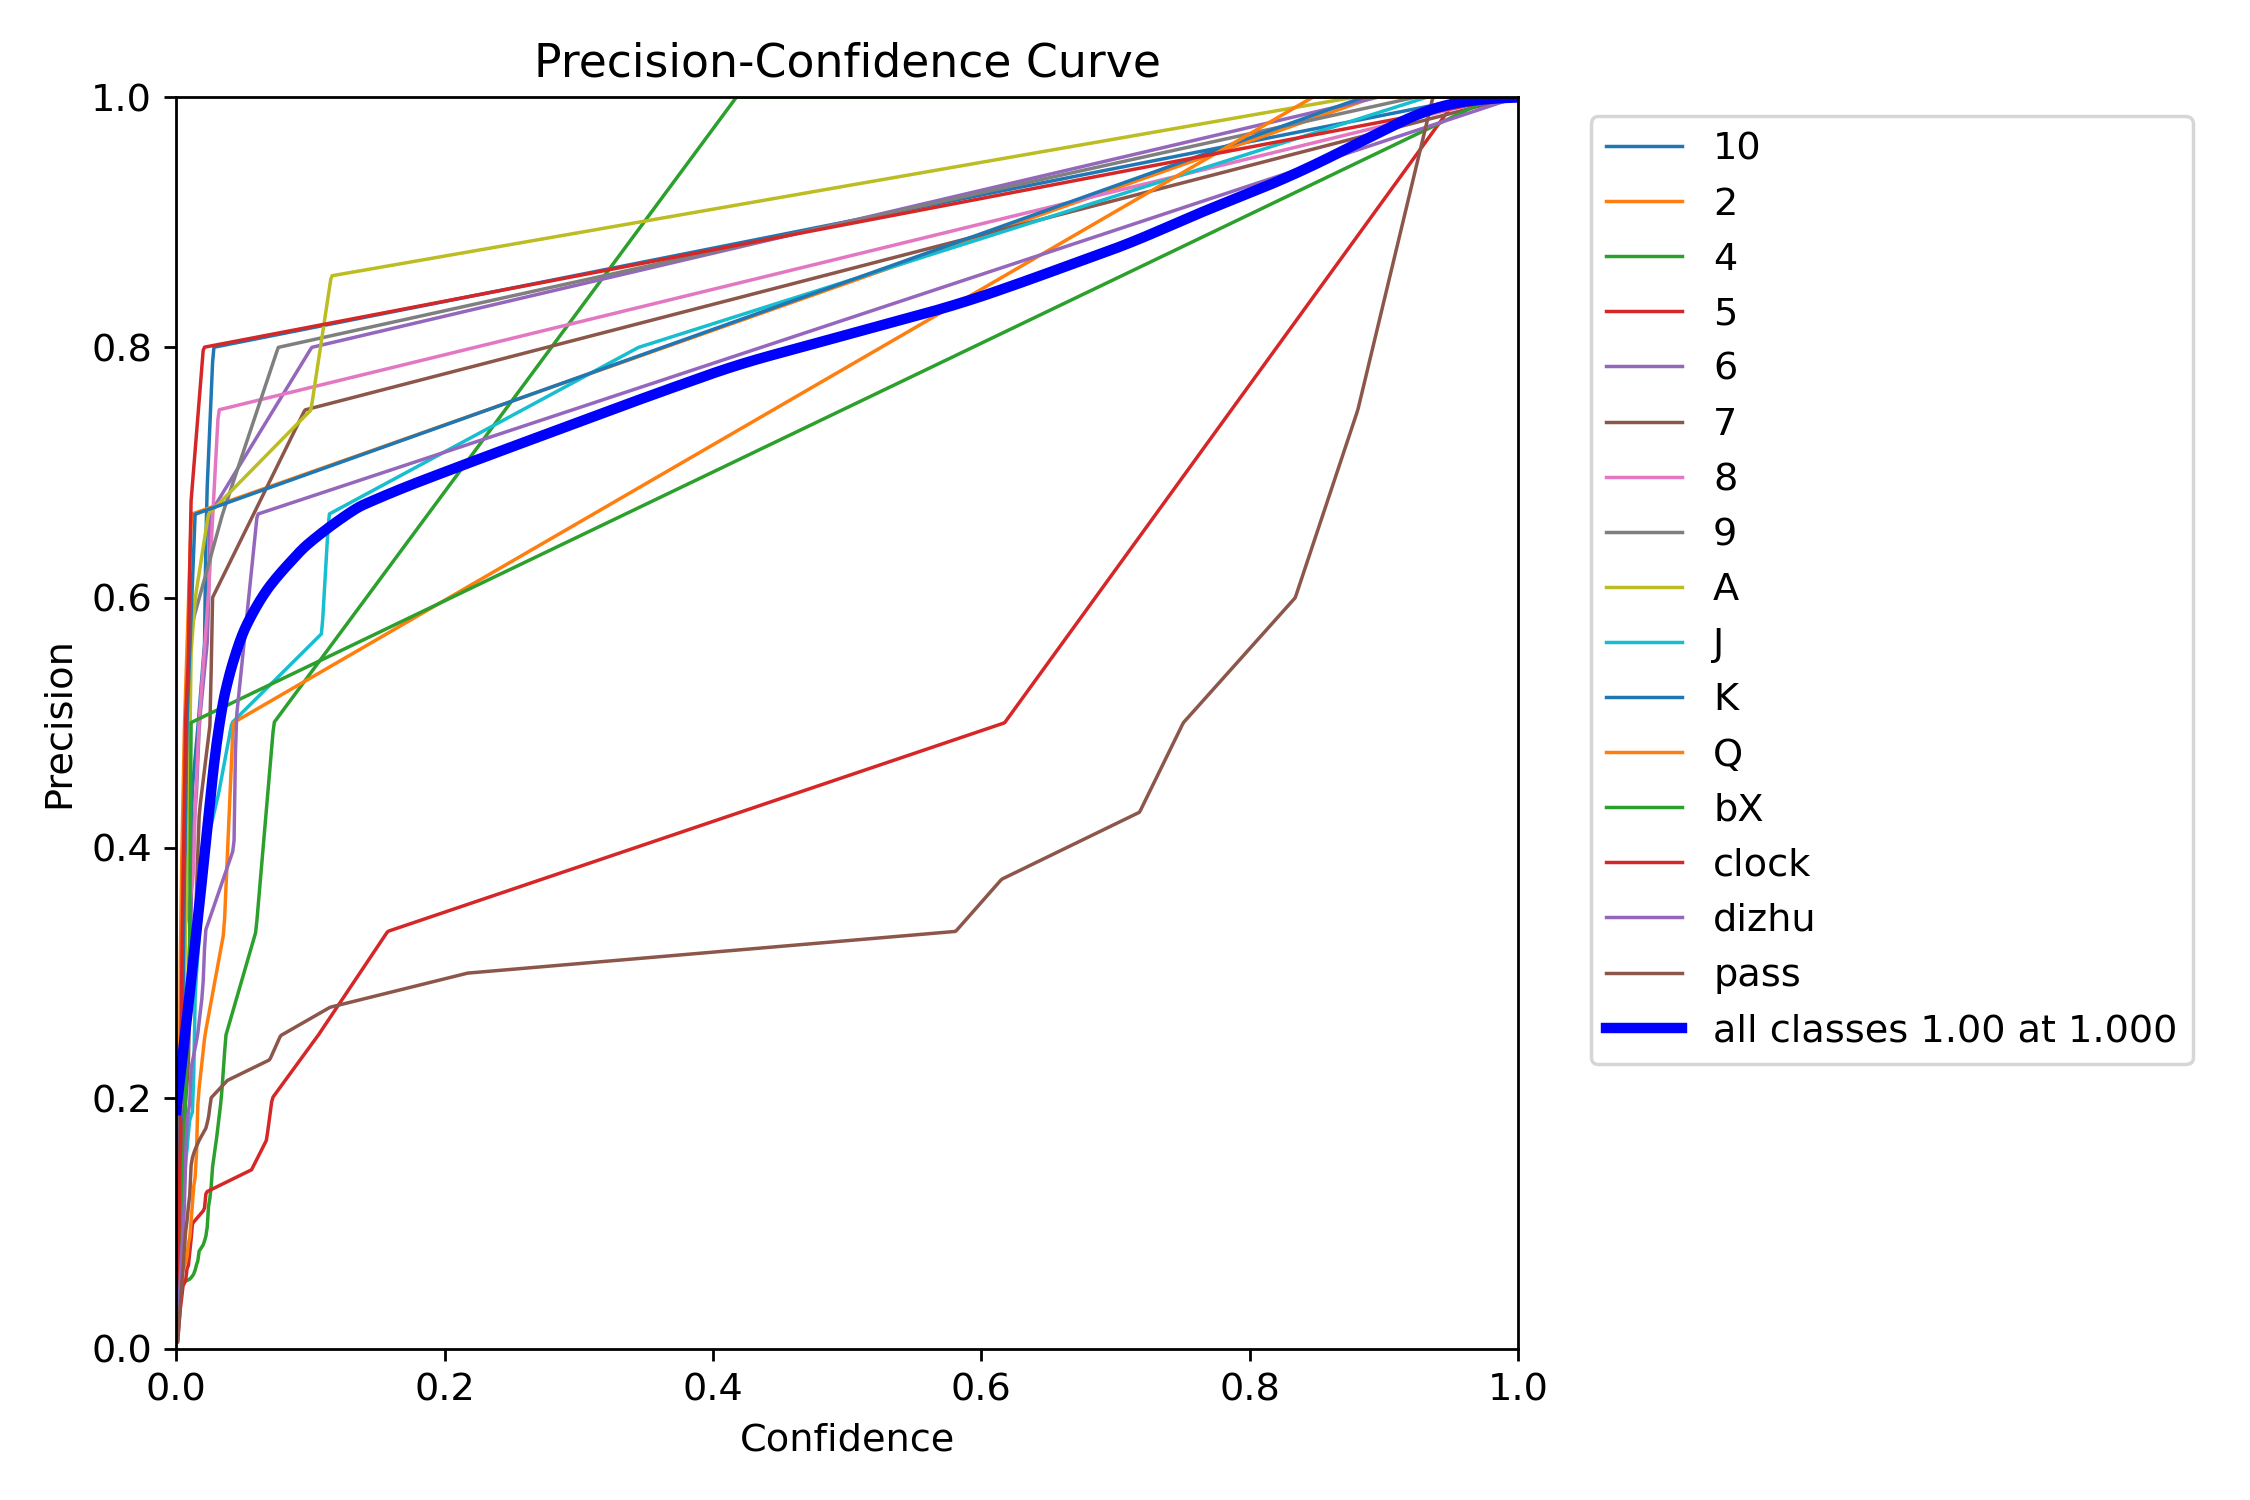 Precision-Confidence Curve
1.0
0.8
0.6
0.4
0.2
0.0
Precision
0.0 0.2 0.4 0.6 0.8 1.0
Confidence
10
2
4
5
6
7
8
9
A
J
K
Q
bX
clock
dizhu
pass
all classes 1.00 at 1.000